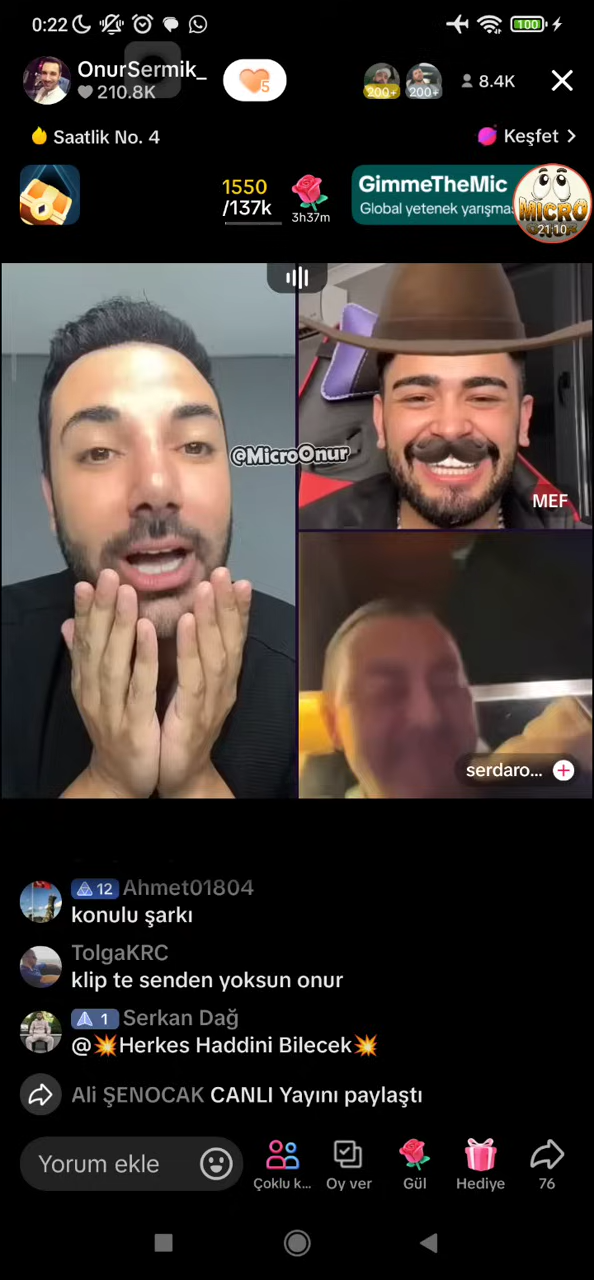 0:22
100
OnurSermik_
210.8K
5
200+
200+
8.4K
Saatlik No. 4
Keşfet
1550
/137k
3h37m
GimmeTheMic
Global yetenek yarışma
MICRO
21:10
@MicroOnur
MEF
serdaro...
12 Ahmet01804
konulu şarkı
TolgaKRC
klip te senden yoksun onur
1 Serkan Dağ
@💥Herkes Haddini Bilecek💥
Ali ŞENOCAK CANLI Yayını paylaştı
Yorum ekle
Çoklu k...
Oy ver
Gül
Hediye
76